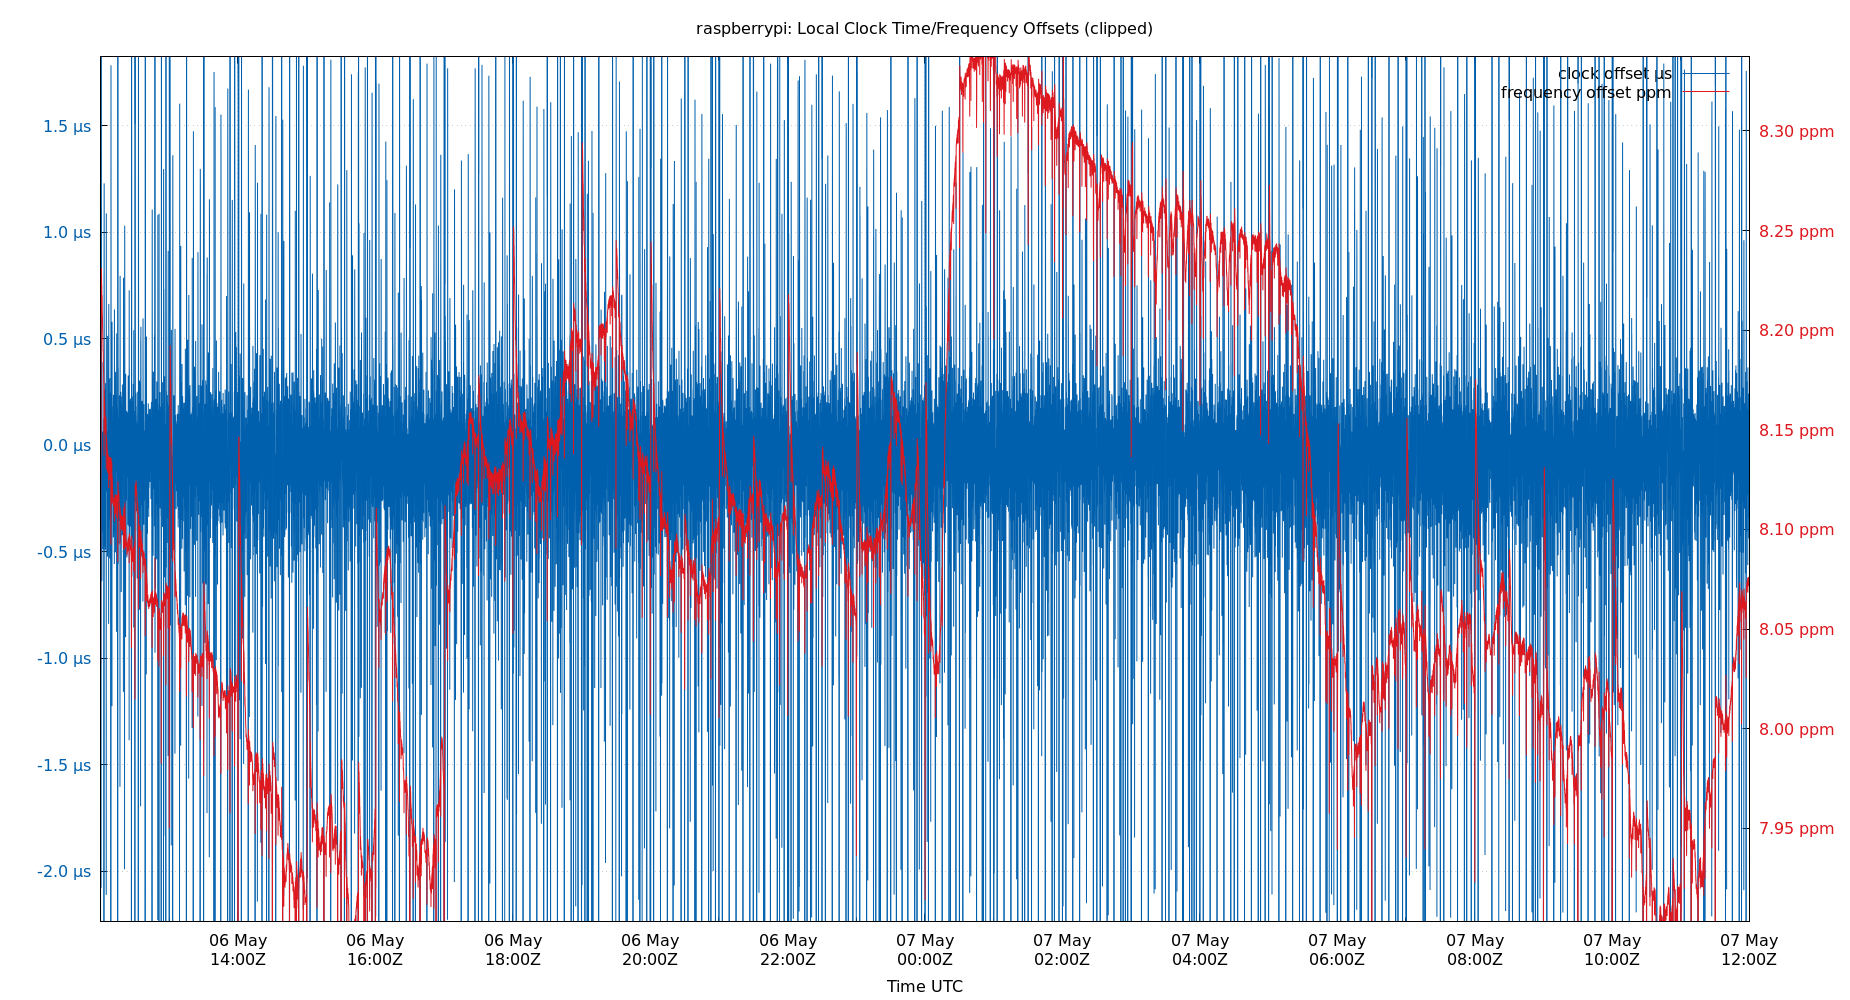 raspberrypi: Local Clock Time/Frequency Offsets (clipped)
clock offset µs
frequency offset ppm
1.5 µs
1.0 µs
0.5 µs
0.0 µs
-0.5 µs
-1.0 µs
-1.5 µs
-2.0 µs
8.30 ppm
8.25 ppm
8.20 ppm
8.15 ppm
8.10 ppm
8.05 ppm
8.00 ppm
7.95 ppm
06 May
14:00Z
06 May
16:00Z
06 May
18:00Z
06 May
20:00Z
06 May
22:00Z
07 May
00:00Z
07 May
02:00Z
07 May
04:00Z
07 May
06:00Z
07 May
08:00Z
07 May
10:00Z
07 May
12:00Z
Time UTC